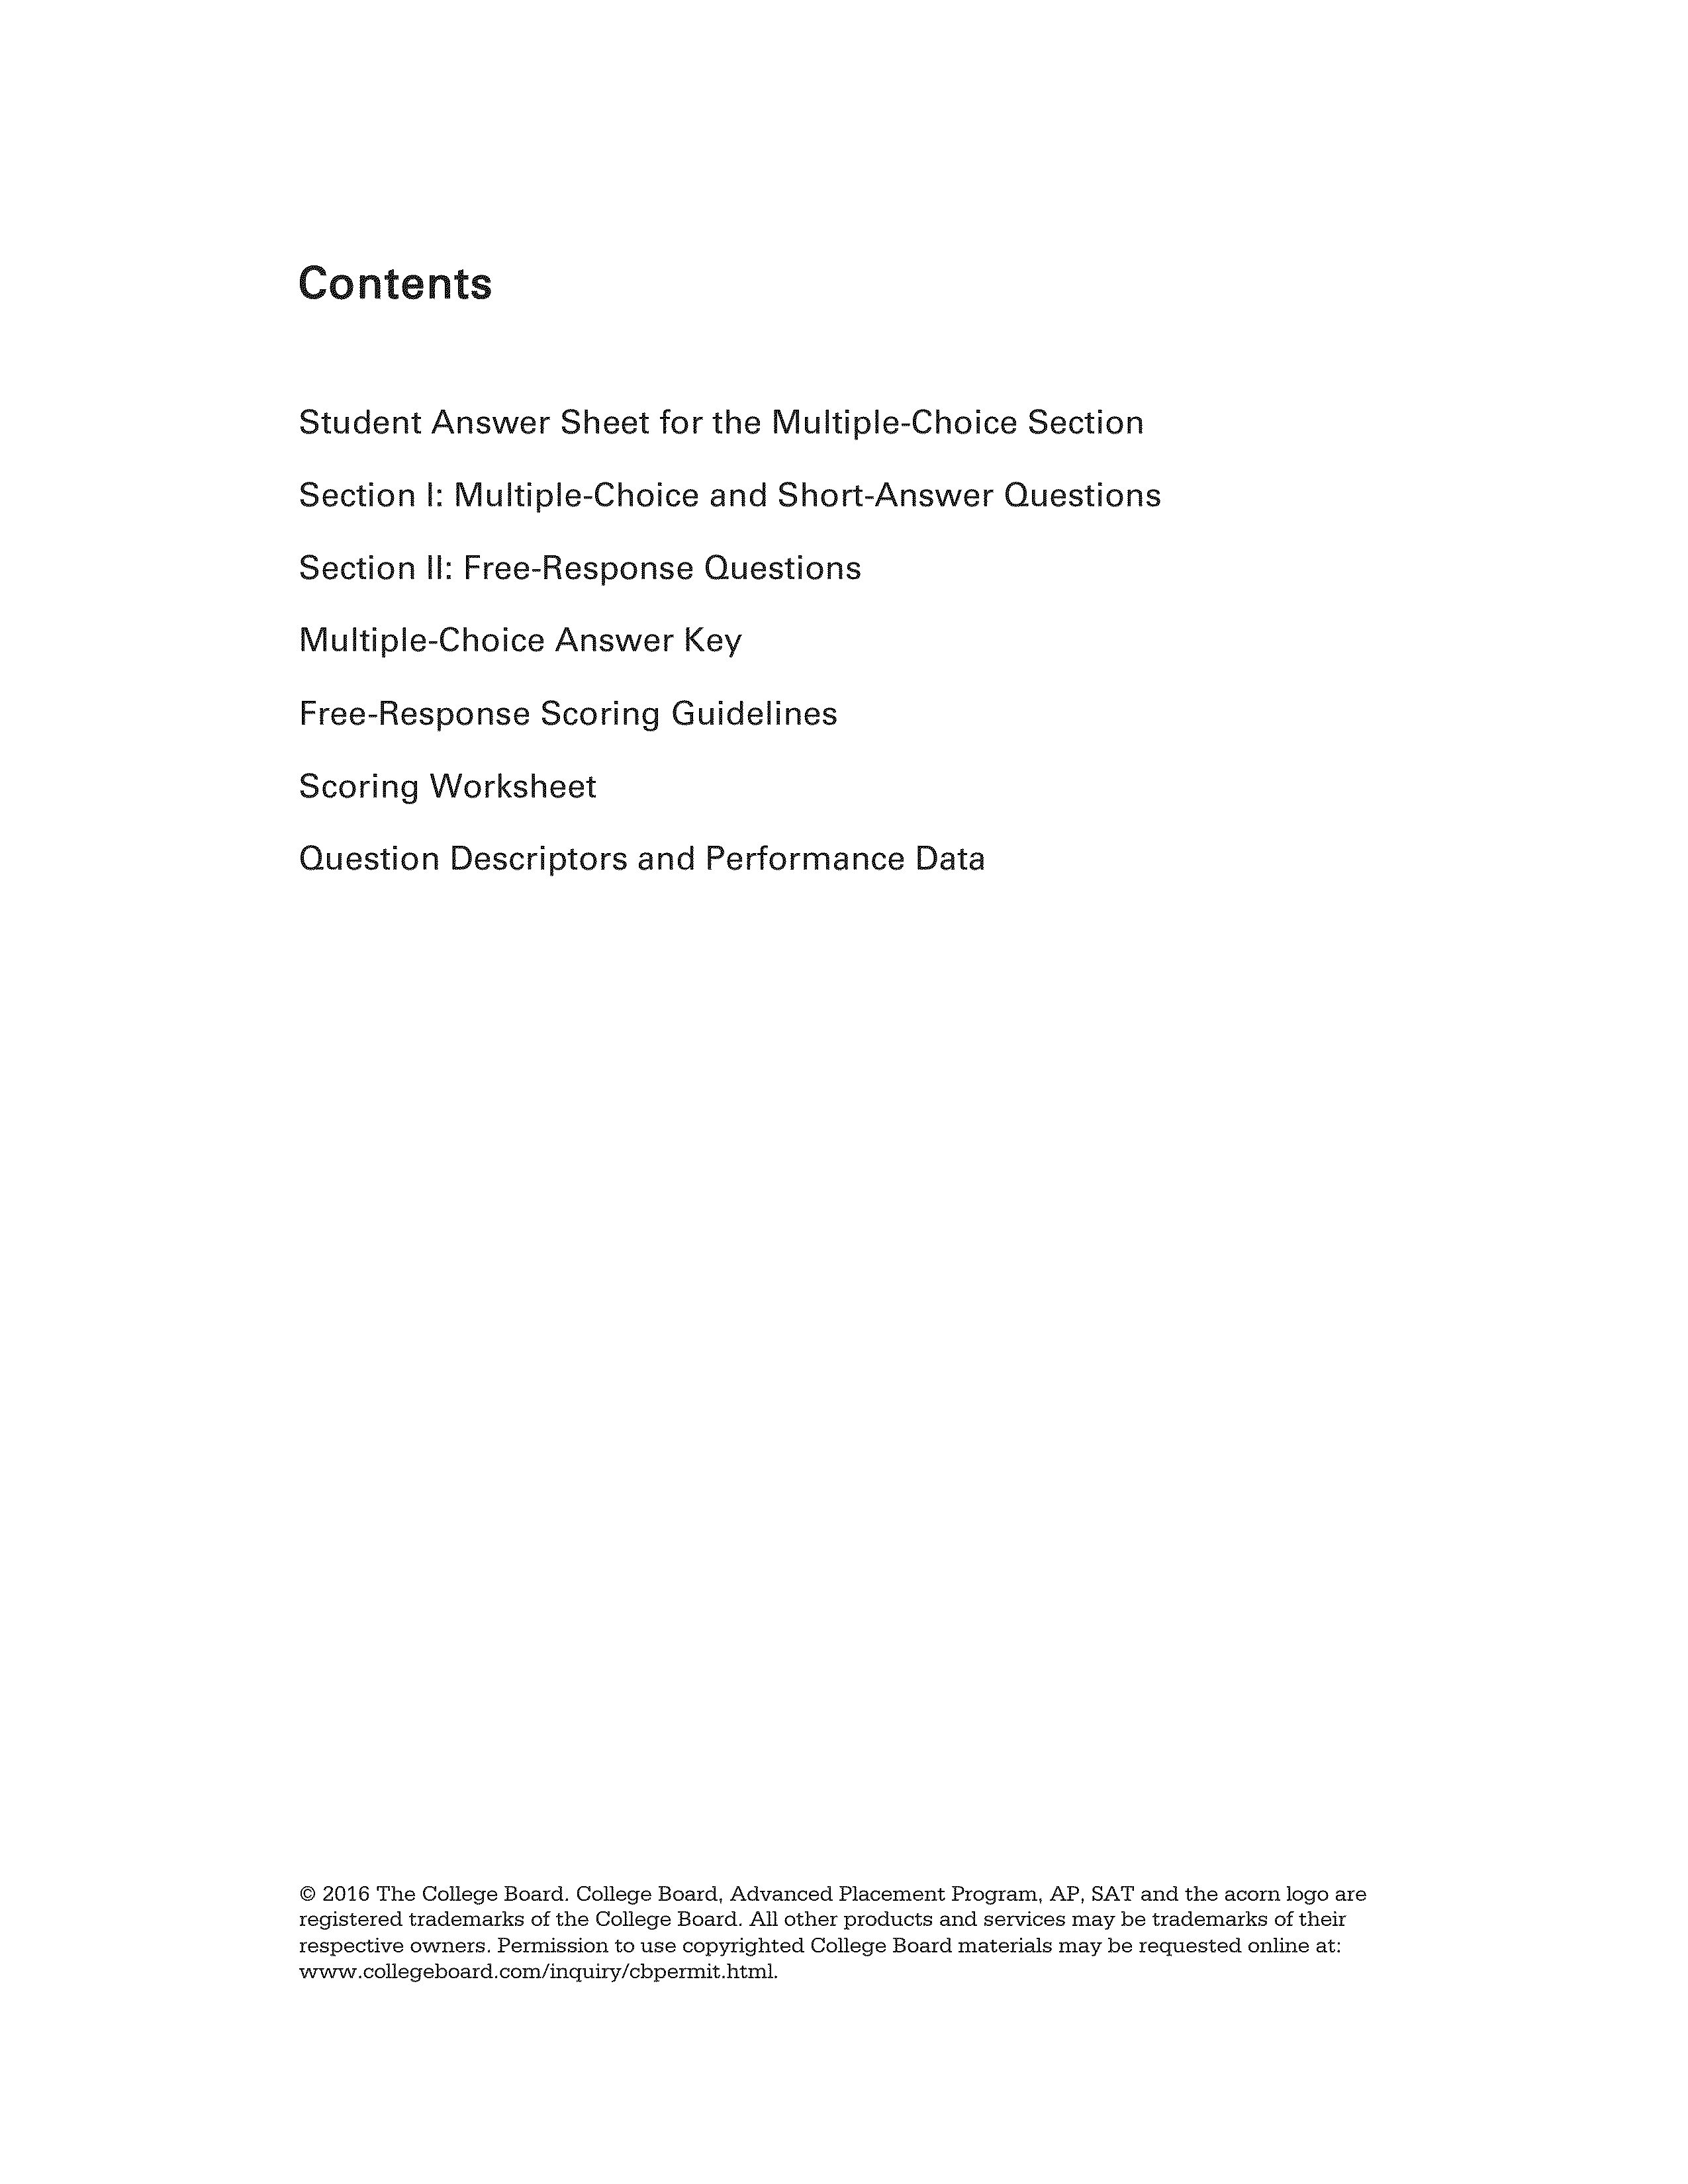 Contents
Student Answer Sheet for the Multiple-Choice Section
Section I: Multiple-Choice and Short-Answer Questions
Section II: Free-Response Questions
Multiple-Choice Answer Key
Free-Response Scoring Guidelines
Scoring Worksheet
Question Descriptors and Performance Data
© 2016 The College Board. College Board, Advanced Placement Program, AP, SAT and the acorn logo are
registered trademarks of the College Board. All other products and services may be trademarks of their
respective owners. Permission to use copyrighted College Board materials may be requested online at:
www.collegeboard.com/inquiry/cbpermit.html.